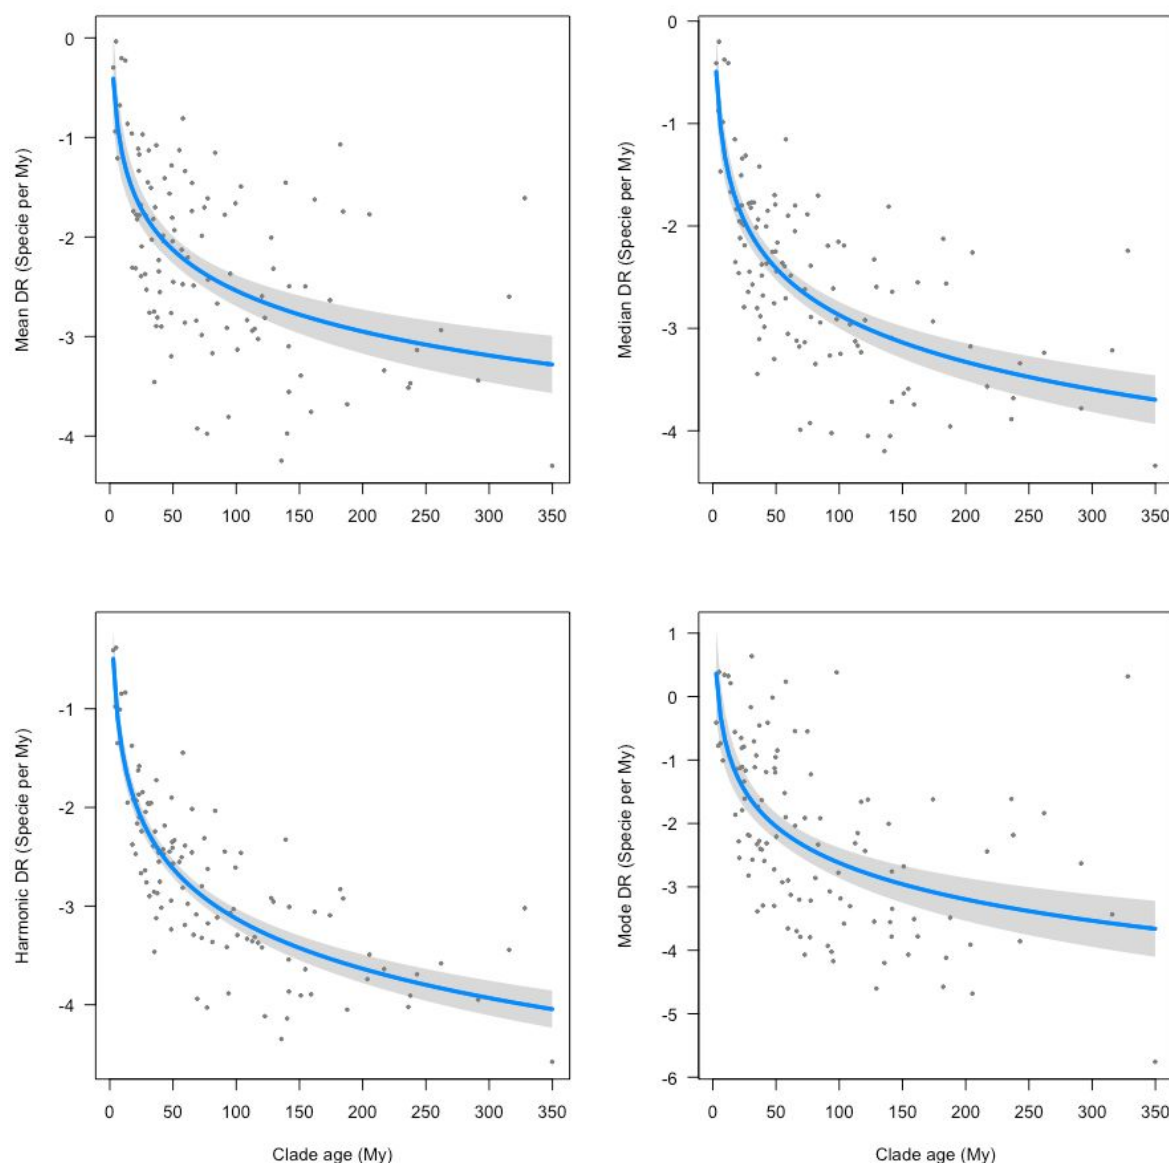 Mean DR (Specie per My)
0
-1
-2
-3
-4
0 50 100 150 200 250 300 350
Median DR (Specie per My)
0
-1
-2
-3
-4
0 50 100 150 200 250 300 350
Harmonic DR (Specie per My)
-1
-2
-3
-4
0 50 100 150 200 250 300 350
Clade age (My)
Mode DR (Specie per My)
1
0
-1
-2
-3
-4
-5
-6
0 50 100 150 200 250 300 350
Clade age (My)